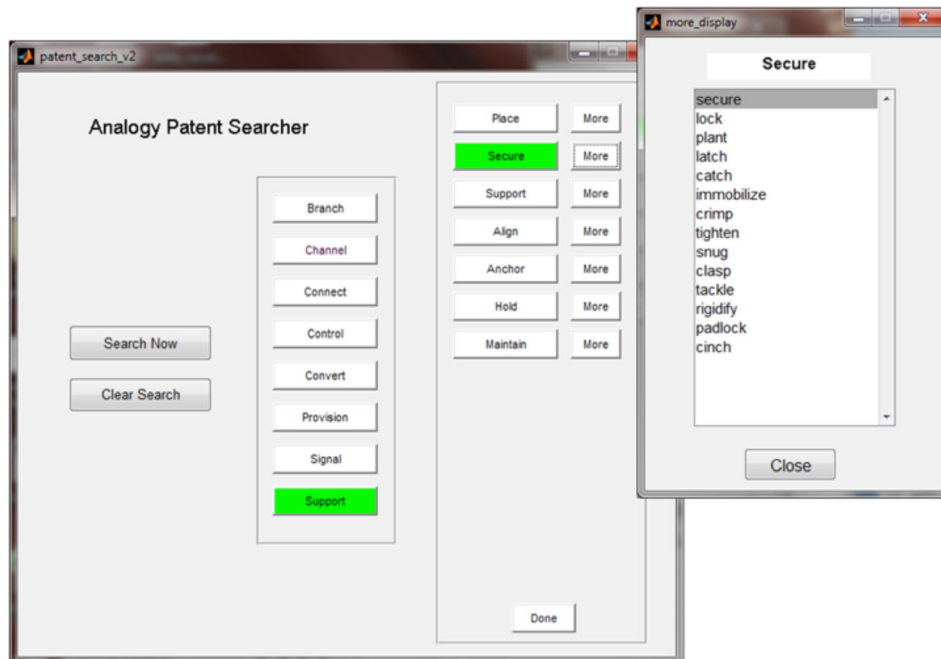 patent_search_v2
Analogy Patent Searcher
Search Now
Clear Search
Branch
Channel
Connect
Control
Convert
Provision
Signal
Support
Place More
Secure More
Support More
Align More
Anchor More
Hold More
Maintain More
Done
more_display
Secure
secure
lock
plant
latch
catch
immobilize
crimp
tighten
snug
clasp
tackle
rigidify
padlock
cinch
Close